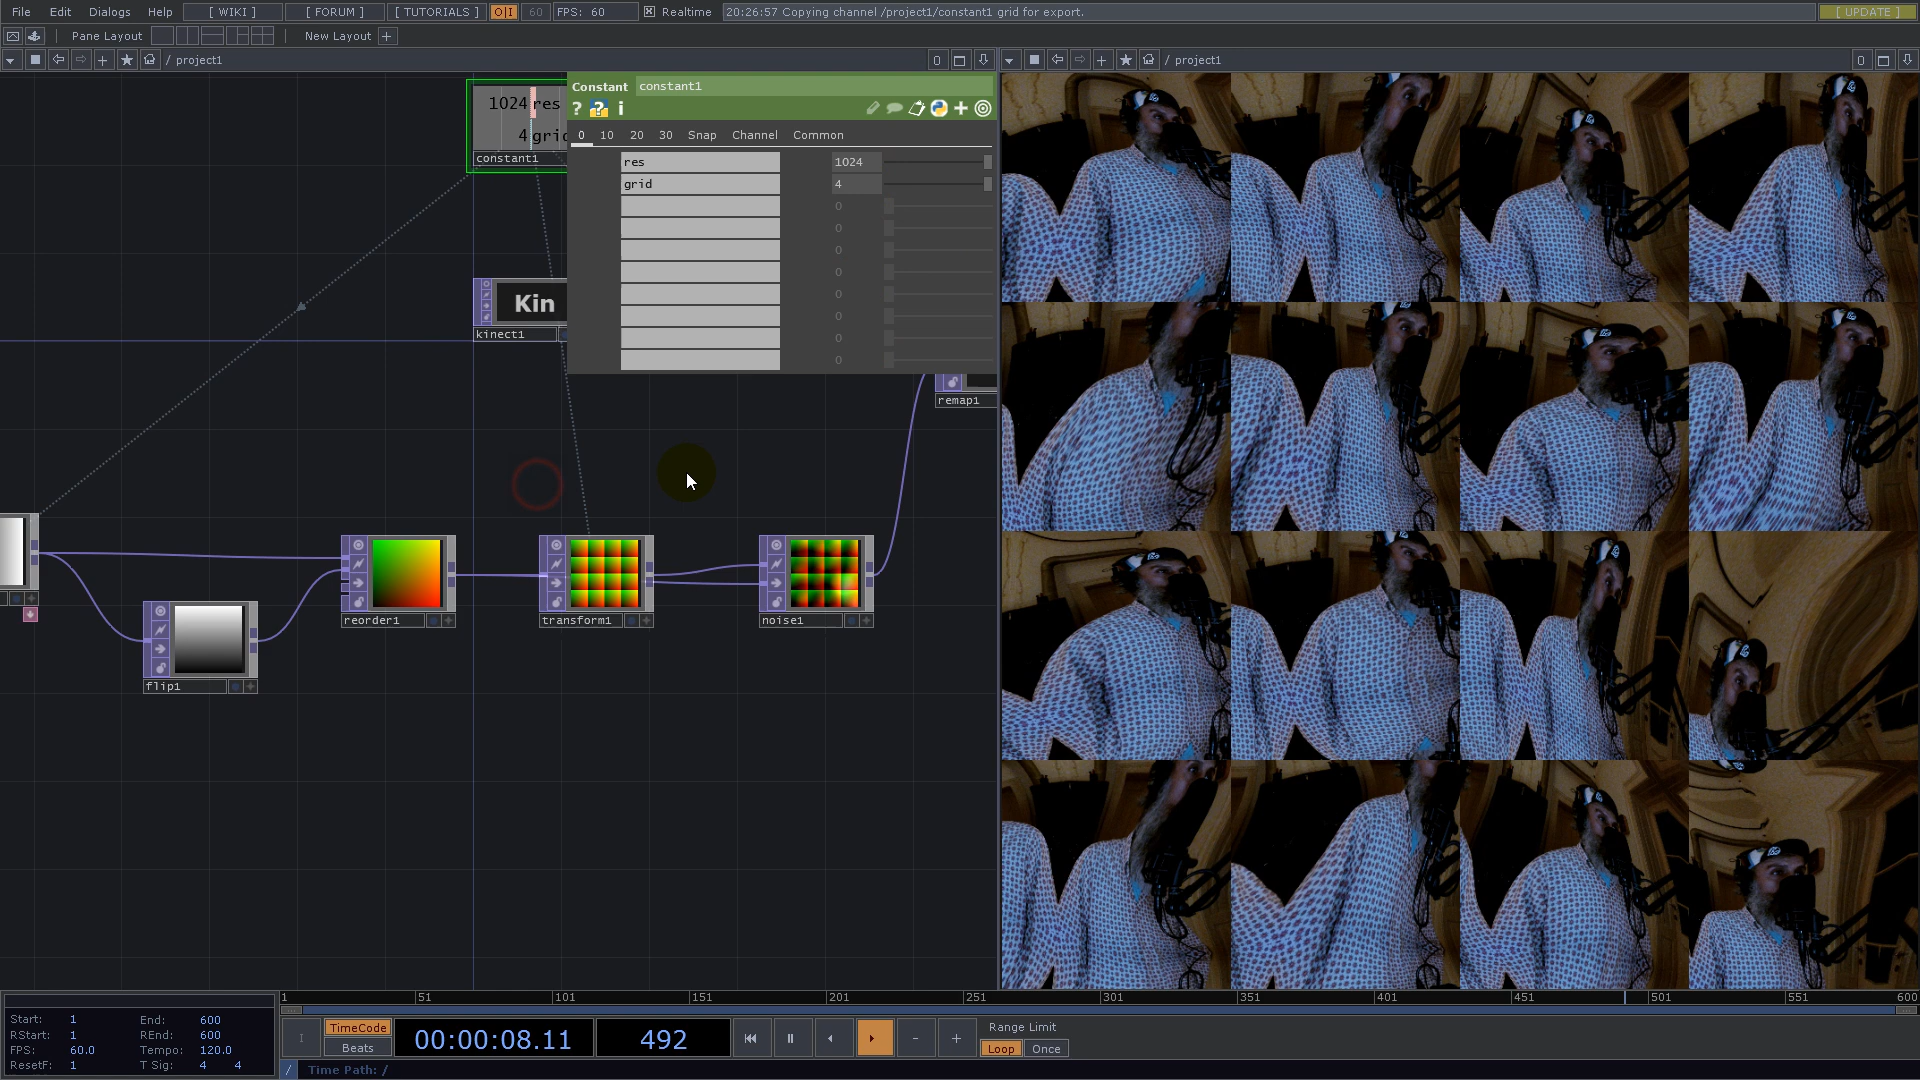 File Edit Dialogs Help [ WIKI ] [ FORUM ] [ TUTORIALS ] O|I 60 FPS: 60 Realtime 20:26:57 Copying channel /project1/constant1 grid for export. [ UPDATE ]
Pane Layout New Layout +
/ project1 0
/ project1 0
Constant constant1
? ? i
0 10 20 30 Snap Channel Common
res 1024
grid 4
0
0
0
0
0
0
0
0
1024 res
4 grid
constant1
Kin
kinect1
remap1
reorder1
transform1
noise1
flip1
1 51 101 151 201 251 301 351 401 451 501 551 600
Start: 1 End: 600
RStart: 1 REnd: 600
FPS: 60.0 Tempo: 120.0
ResetF: 1 T Sig: 4 4
I
TimeCode
Beats
00:00:08.11
492
- +
Range Limit
Loop Once
/ Time Path: /